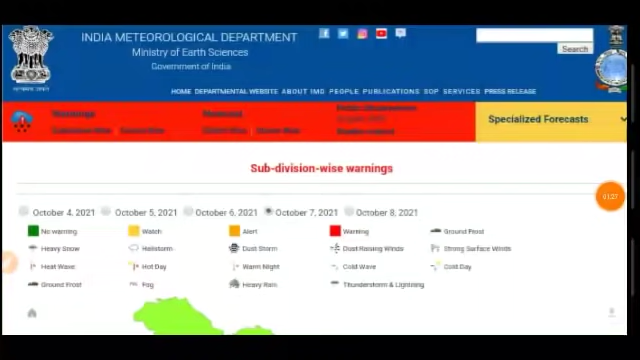 INDIA METEOROLOGICAL DEPARTMENT
Ministry of Earth Sciences
Government of India
Search
HOME DEPARTMENTAL WEBSITE ABOUT IMD PEOPLE PUBLICATIONS SOP SERVICES PRESS RELEASE
Warnings
Specialized Forecasts
Sub-division-wise warnings
01:27
October 4, 2021 October 5, 2021 October 6, 2021 October 7, 2021 October 8, 2021
No warning Watch Alert Warning Ground Frost
Heavy Snow Hailstorm Dust Storm Dust Raising Winds Strong Surface Winds
Heat Wave Hot Day Warm Night Cold Wave Cold Day
Ground Frost Fog Heavy Rain Thunderstorm & Lightning